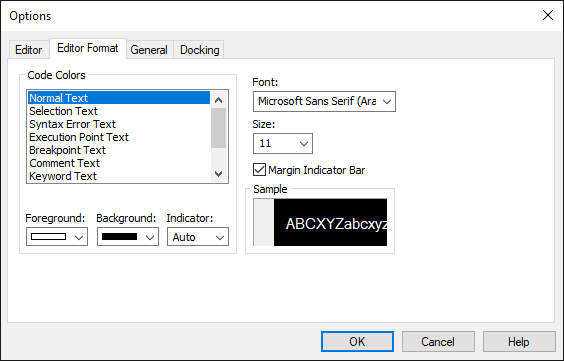 Options
Editor
Editor Format
General
Docking
Code Colors
Normal Text
Selection Text
Syntax Error Text
Execution Point Text
Breakpoint Text
Comment Text
Keyword Text
Foreground:
Background:
Indicator:
Auto
Font:
Microsoft Sans Serif (Ara
Size:
11
Margin Indicator Bar
Sample
ABCXYZabcxyz
OK
Cancel
Help